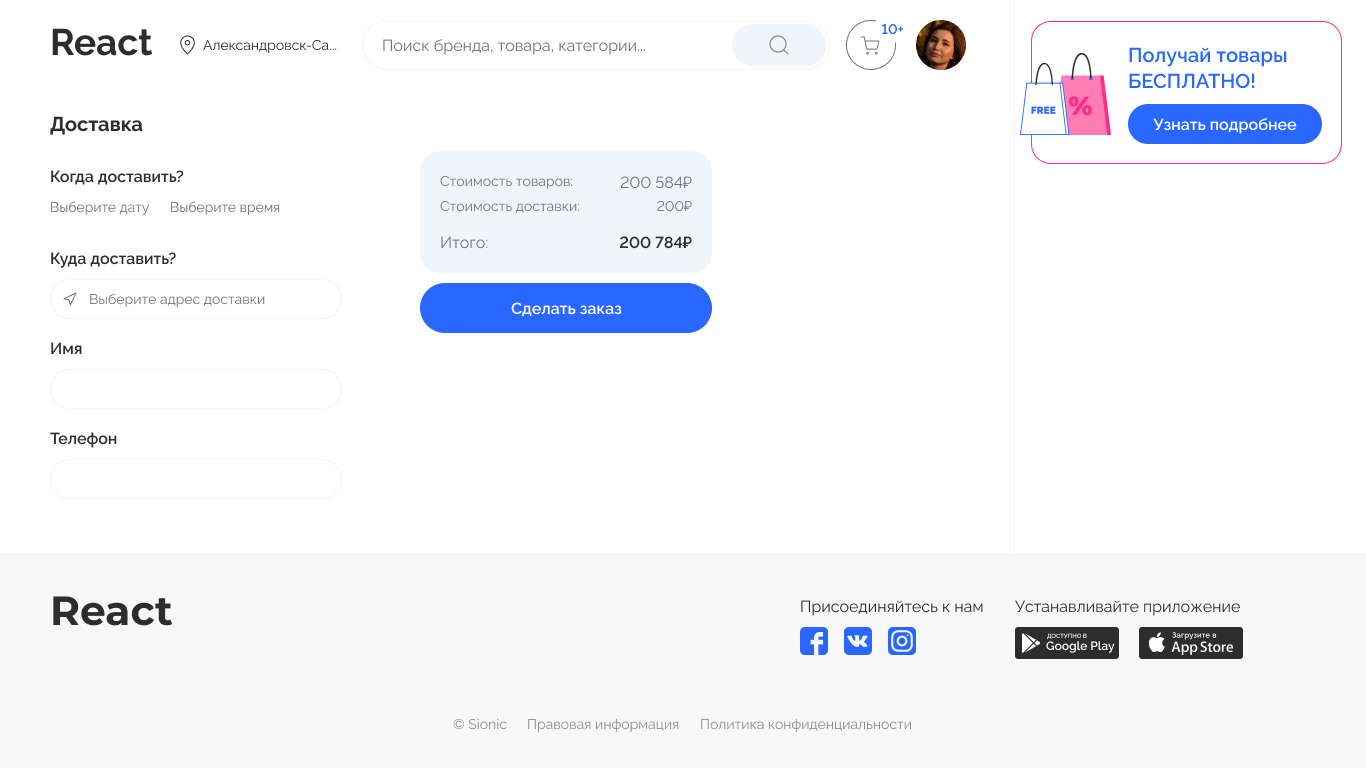 React
Александровск-Са...
Поиск бренда, товара, категории...
10+
Получай товары
БЕСПЛАТНО!
FREE
%
Узнать подробнее
Доставка
Когда доставить?
Выберите дату
Выберите время
Куда доставить?
Выберите адрес доставки
Имя
Телефон
Стоимость товаров:
200 584₽
Стоимость доставки:
200₽
Итого:
200 784₽
Сделать заказ
React
Присоединяйтесь к нам
Устанавливайте приложение
ДОСТУПНО В
Google Play
Загрузите в
App Store
© Sionic
Правовая информация
Политика конфиденциальности